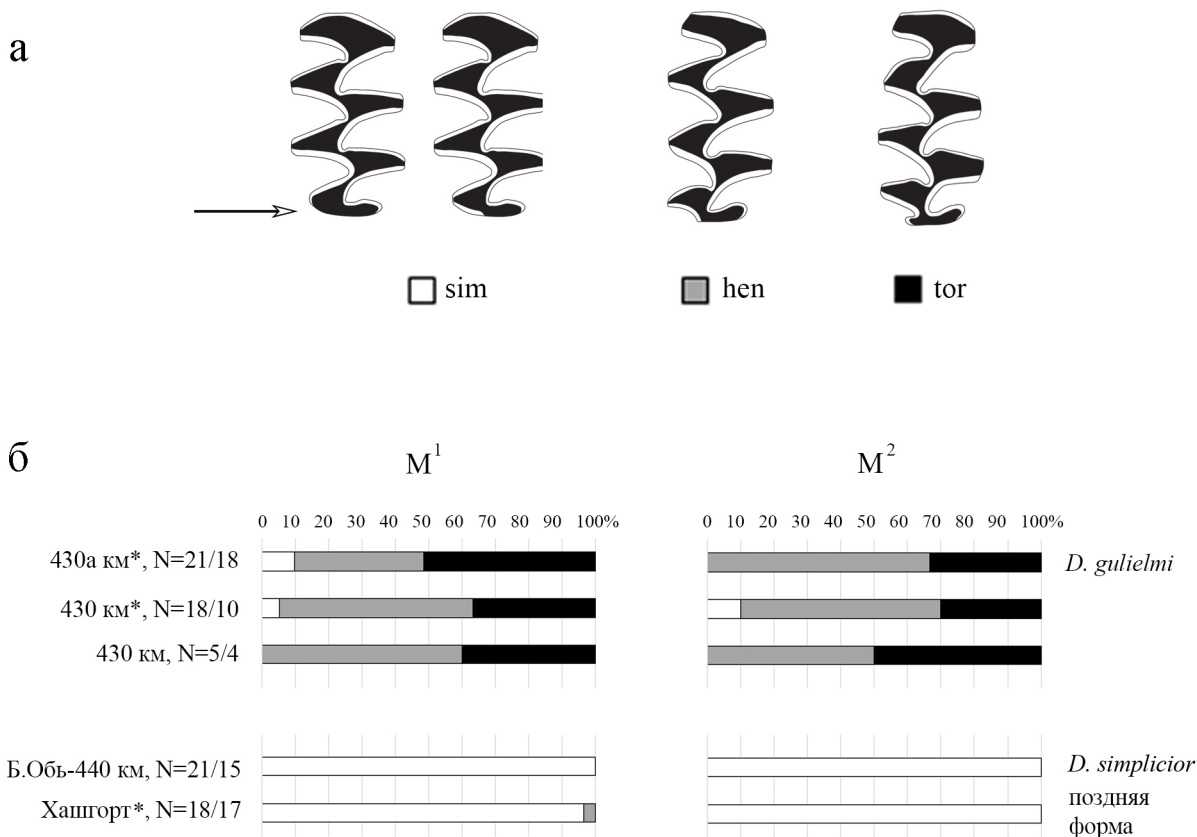 а
sim hen tor
б
M¹ M²
0 10 20 30 40 50 60 70 80 90 100% 0 10 20 30 40 50 60 70 80 90 100%
430а км*, N=21/18 D. gulielmi
430 км*, N=18/10
430 км, N=5/4
Б.Обь-440 км, N=21/15 D. simplicior
Хашгорт*, N=18/17 поздняя
форма